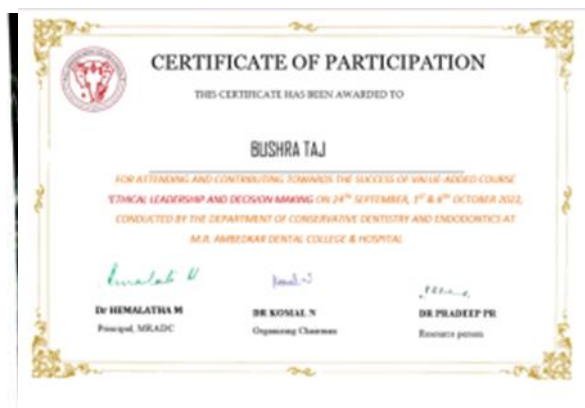 CERTIFICATE OF PARTICIPATION
THIS CERTIFICATE HAS BEEN AWARDED TO
BUSHRA TAJ
FOR ATTENDING AND CONTRIBUTING TOWARDS THE SUCCESS OF VALUE-ADDED COURSE
"ETHICAL LEADERSHIP AND DECISION MAKING ON 24TH SEPTEMBER, 1ST & 8TH OCTOBER 2022,
CONDUCTED BY THE DEPARTMENT OF CONSERVATIVE DENTISTRY AND ENDODONTICS AT
M.R. AMBEDKAR DENTAL COLLEGE & HOSPITAL
Dr HEMALATHA M
Principal, MRADC
DR KOMAL N
Organizing Chairman
DR PRADEEP PR
Resource person